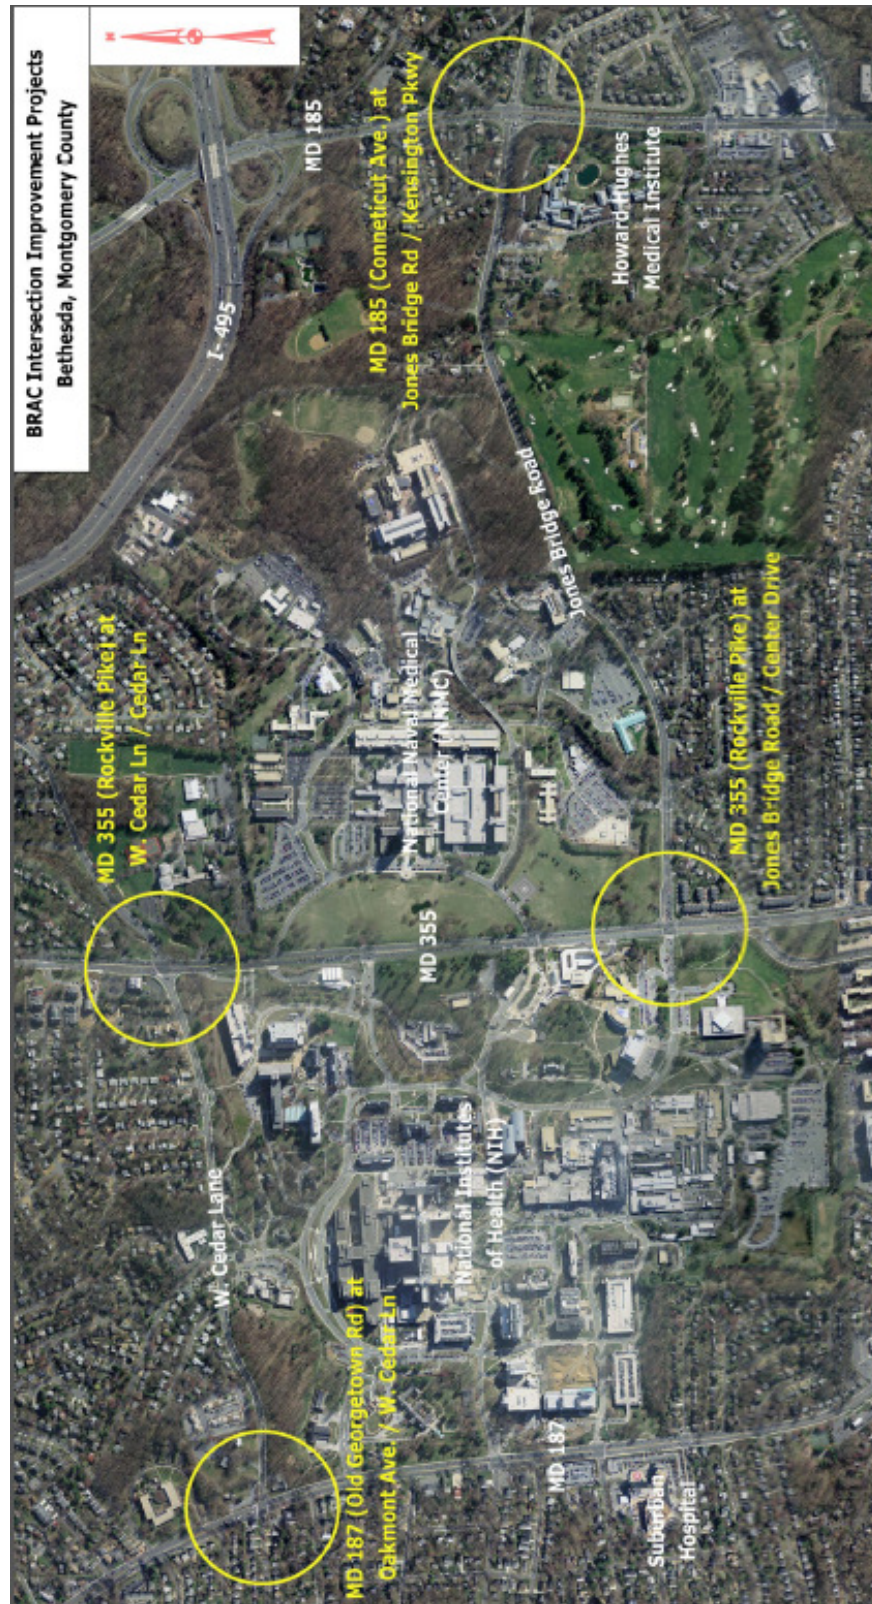 BRAC Intersection Improvement Projects
Bethesda, Montgomery County
N
I-495
MD 185
MD 185 (Conneticut Ave.) at
Jones Bridge Rd / Kensington Pkwy
Howard Hughes
Medical Institute
Jones Bridge Road
MD 355 (Rockville Pike) at
W. Cedar Ln / Cedar Ln
National Naval Medical
Center (NNMC)
MD 355 (Rockville Pike) at
Jones Bridge Road / Center Drive
MD 355
W. Cedar Lane
National Institutes
of Health (NIH)
MD 187 (Old Georgetown Rd) at
Oakmont Ave. / W. Cedar Ln
MD 187
Suburban
Hospital